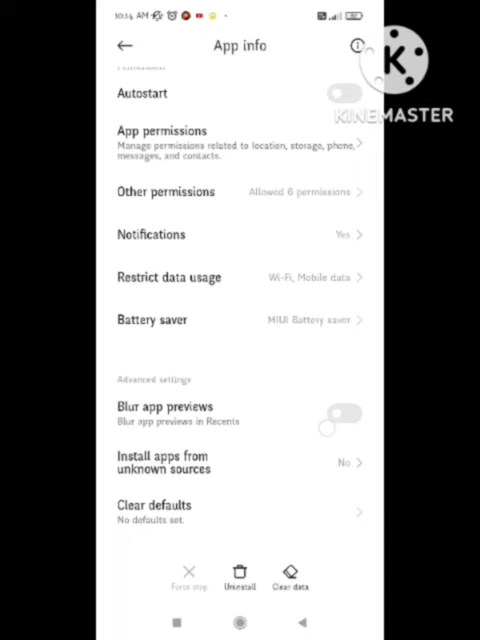 10:14 AM
App info
K
KINEMASTER
Autostart
App permissions
Manage permissions related to location, storage, phone,
messages, and contacts.
Other permissions
Allowed 6 permissions
Notifications
Yes
Restrict data usage
Wi-Fi, Mobile data
Battery saver
MIUI Battery saver
Advanced settings
Blur app previews
Blur app previews in Recents
Install apps from
unknown sources
No
Clear defaults
No defaults set.
Force stop
Uninstall
Clear data